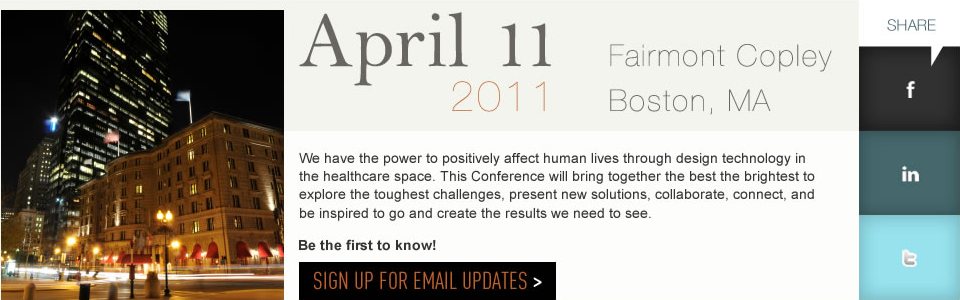 April 11
2011
Fairmont Copley
Boston, MA
SHARE
f
in
t
We have the power to positively affect human lives through design technology in
the healthcare space. This Conference will bring together the best the brightest to
explore the toughest challenges, present new solutions, collaborate, connect, and
be inspired to go and create the results we need to see.
Be the first to know!
SIGN UP FOR EMAIL UPDATES >